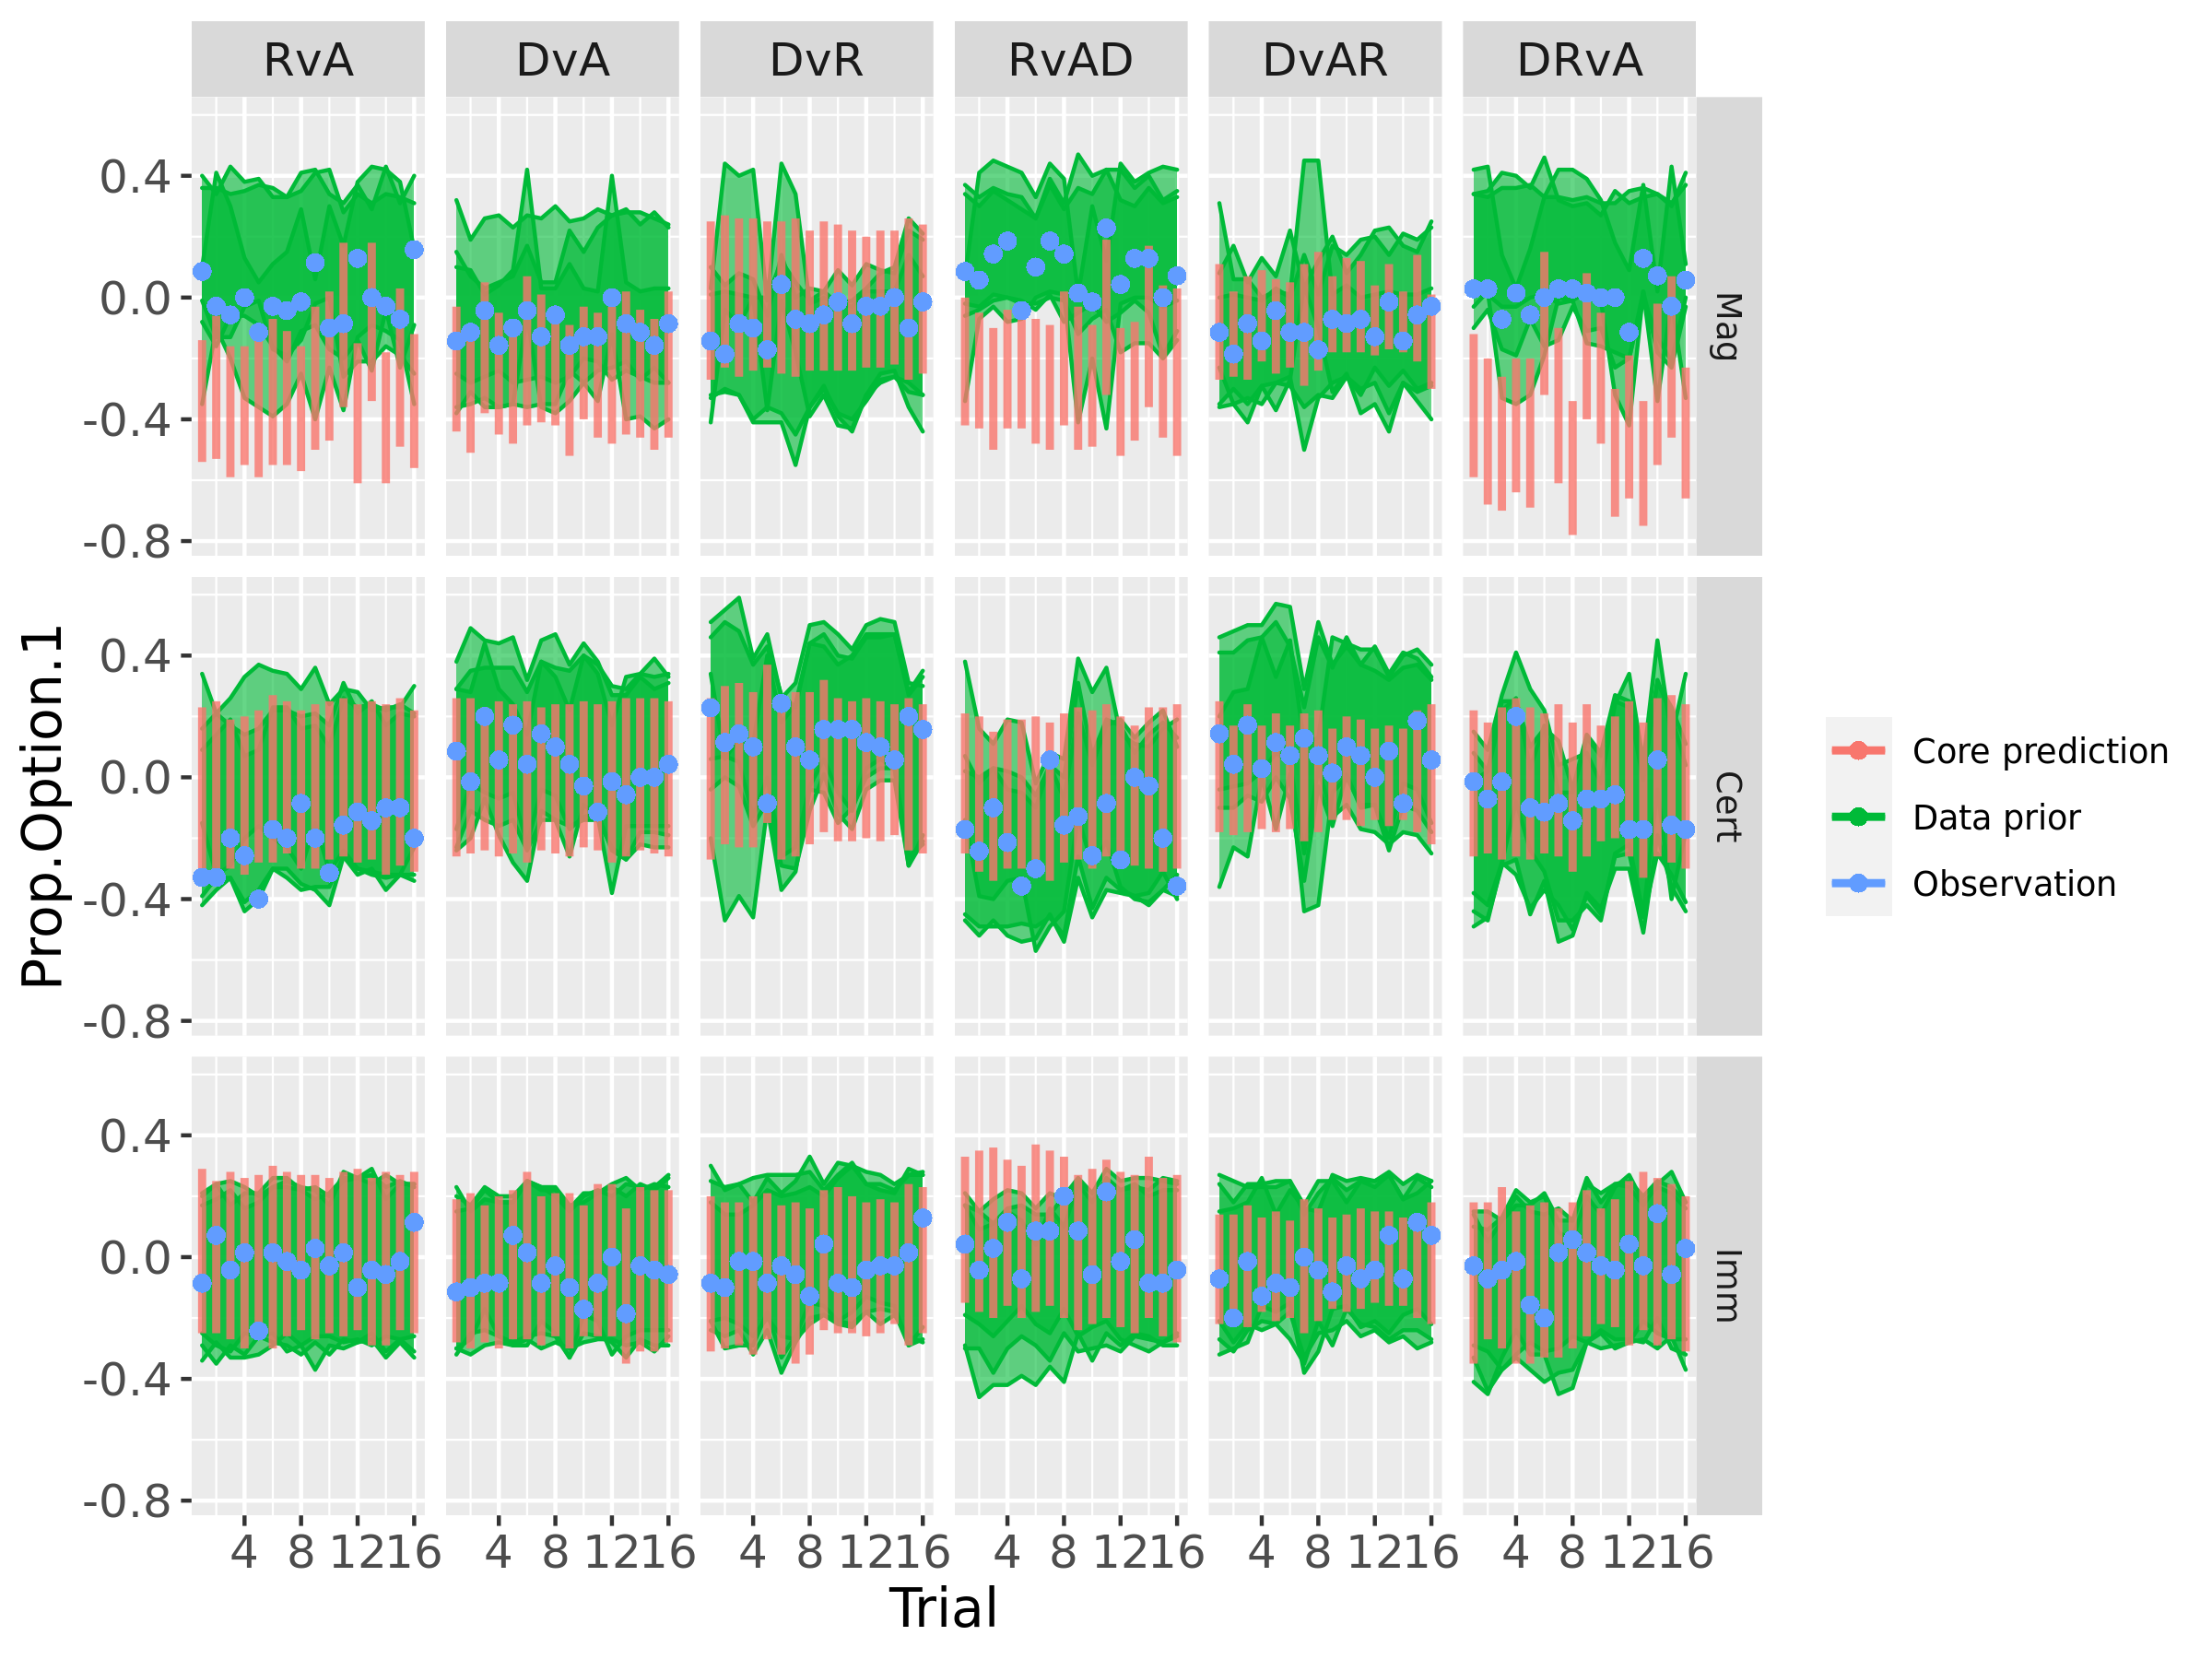 RvA DvA DvR RvAD DvAR DRvA
0.4
0.0
-0.4
-0.8
Mag
0.4
0.0
-0.4
-0.8
Cert
0.4
0.0
-0.4
-0.8
Imm
Prop.Option.1
4 8 12 16 4 8 12 16 4 8 12 16 4 8 12 16 4 8 12 16 4 8 12 16
Trial
Core prediction
Data prior
Observation